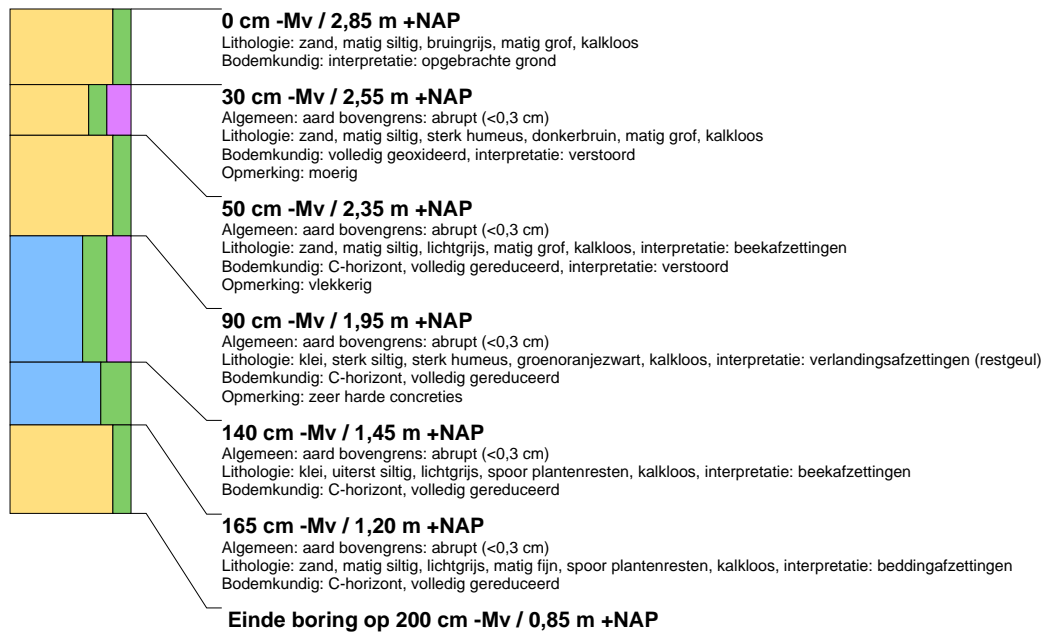 0 cm -Mv / 2,85 m +NAP
Lithologie: zand, matig siltig, bruingrijs, matig grof, kalkloos
Bodemkundig: interpretatie: opgebrachte grond
30 cm -Mv / 2,55 m +NAP
Algemeen: aard bovengrens: abrupt (<0,3 cm)
Lithologie: zand, matig siltig, sterk humeus, donkerbruin, matig grof, kalkloos
Bodemkundig: volledig geoxideerd, interpretatie: verstoord
Opmerking: moerig
50 cm -Mv / 2,35 m +NAP
Algemeen: aard bovengrens: abrupt (<0,3 cm)
Lithologie: zand, matig siltig, lichtgrijs, matig grof, kalkloos, interpretatie: beekafzettingen
Bodemkundig: C-horizont, volledig gereduceerd, interpretatie: verstoord
Opmerking: vlekkerig
90 cm -Mv / 1,95 m +NAP
Algemeen: aard bovengrens: abrupt (<0,3 cm)
Lithologie: klei, sterk siltig, sterk humeus, groenoranjezwart, kalkloos, interpretatie: verlandingsafzettingen (restgeul)
Bodemkundig: C-horizont, volledig gereduceerd
Opmerking: zeer harde concreties
140 cm -Mv / 1,45 m +NAP
Algemeen: aard bovengrens: abrupt (<0,3 cm)
Lithologie: klei, uiterst siltig, lichtgrijs, spoor plantenresten, kalkloos, interpretatie: beekafzettingen
Bodemkundig: C-horizont, volledig gereduceerd
165 cm -Mv / 1,20 m +NAP
Algemeen: aard bovengrens: abrupt (<0,3 cm)
Lithologie: zand, matig siltig, lichtgrijs, matig fijn, spoor plantenresten, kalkloos, interpretatie: beddingafzettingen
Bodemkundig: C-horizont, volledig gereduceerd
Einde boring op 200 cm -Mv / 0,85 m +NAP